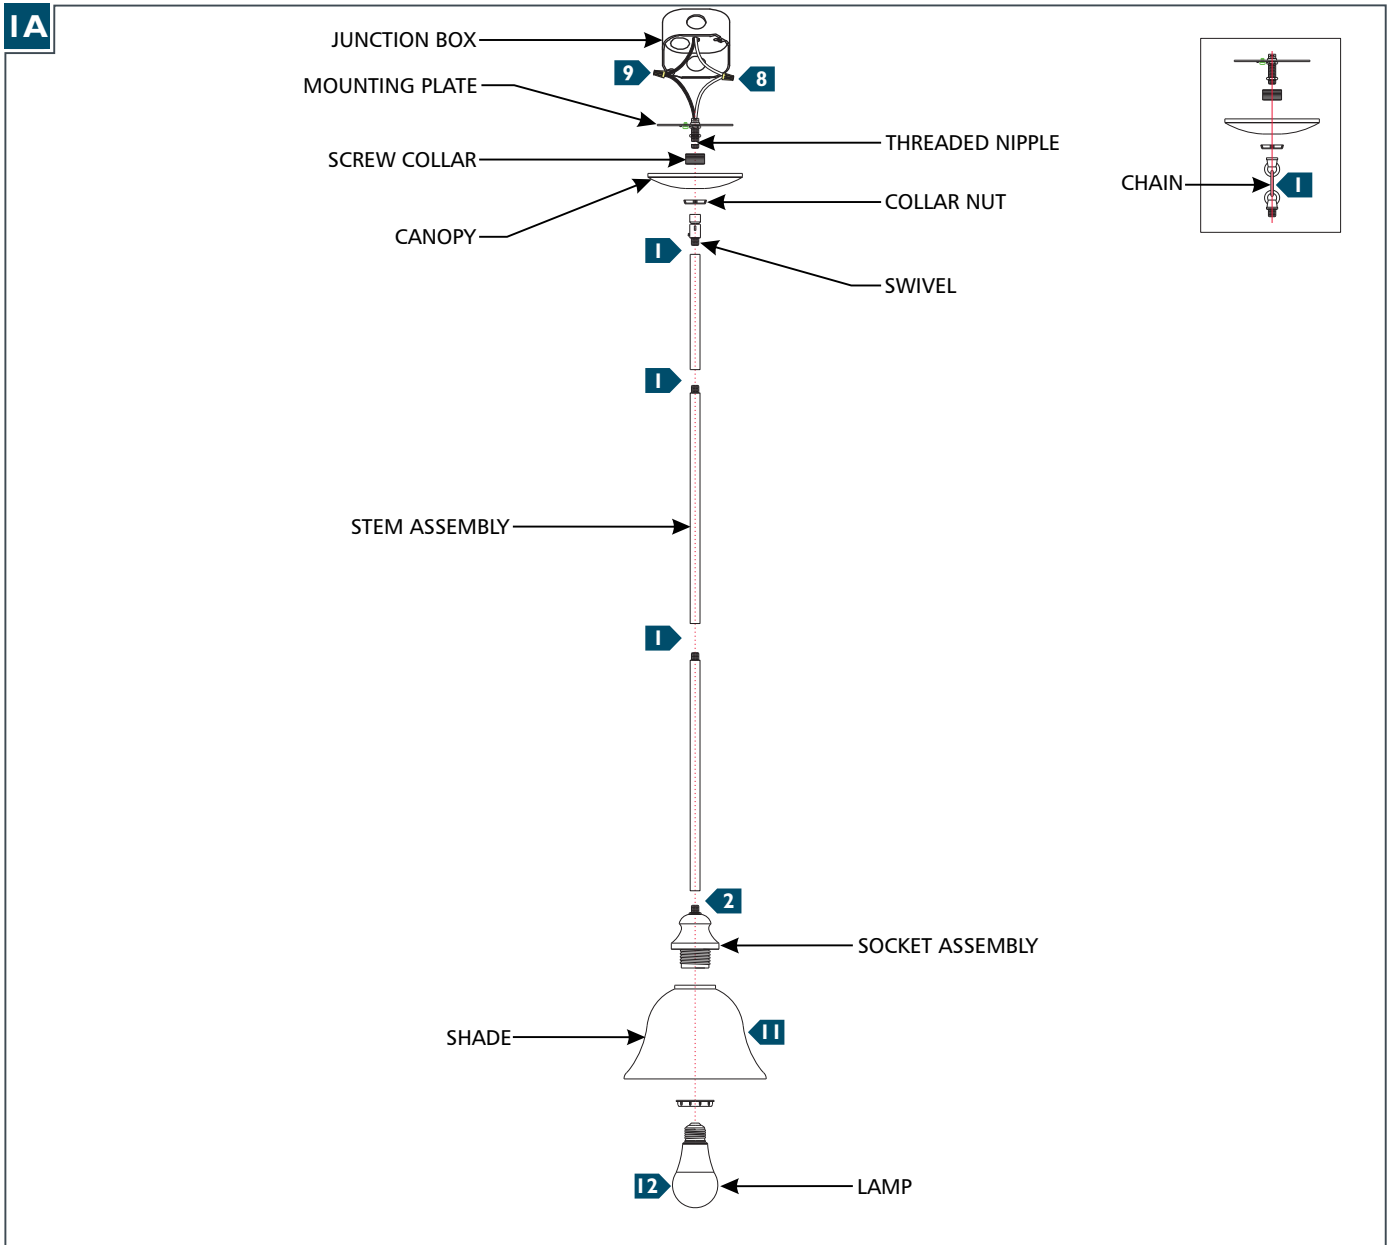 1A
JUNCTION BOX
9
8
MOUNTING PLATE
THREADED NIPPLE
SCREW COLLAR
CHAIN
1
COLLAR NUT
CANOPY
1
SWIVEL
1
STEM ASSEMBLY
1
2
SOCKET ASSEMBLY
SHADE
11
12
LAMP